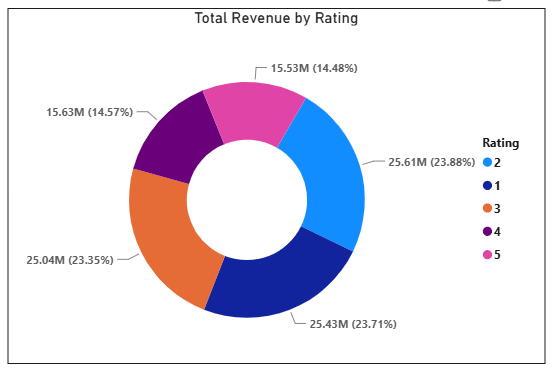 Total Revenue by Rating
15.53M (14.48%)
15.63M (14.57%)
25.61M (23.88%)
25.04M (23.35%)
25.43M (23.71%)
Rating
2
1
3
4
5